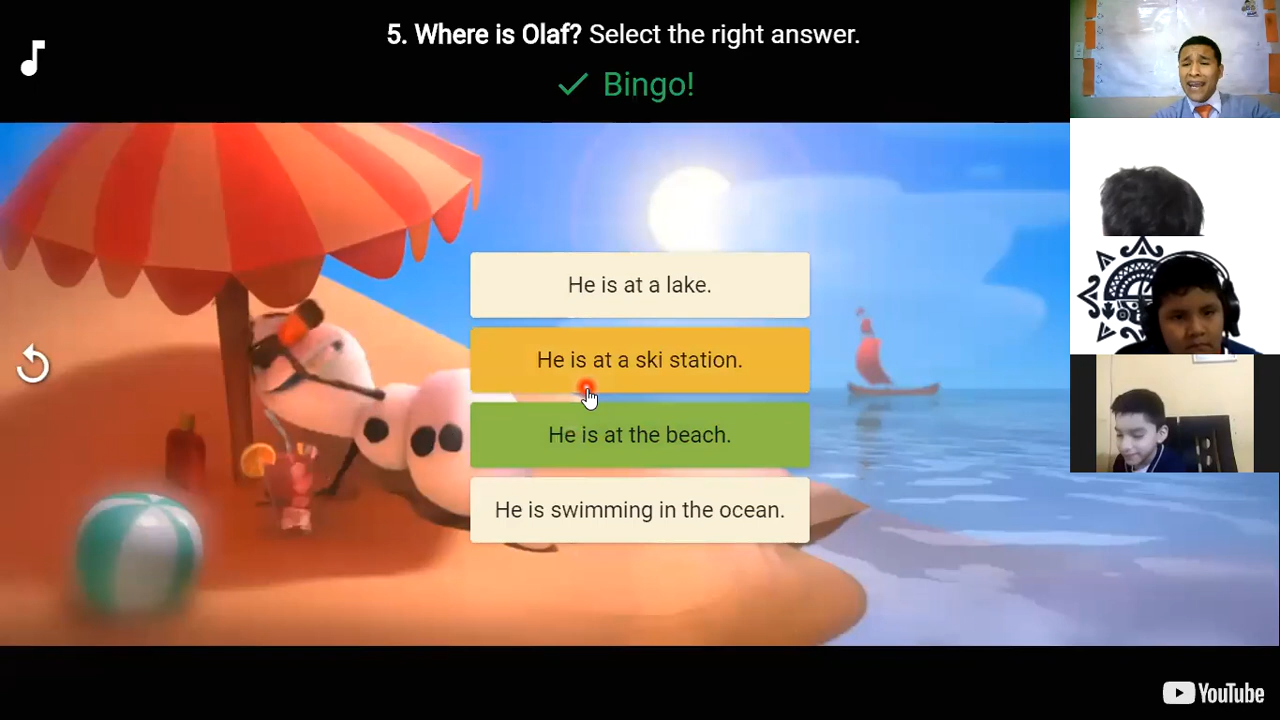 5. Where is Olaf? Select the right answer.
Bingo!
He is at a lake.
He is at a ski station.
He is at the beach.
He is swimming in the ocean.
YouTube